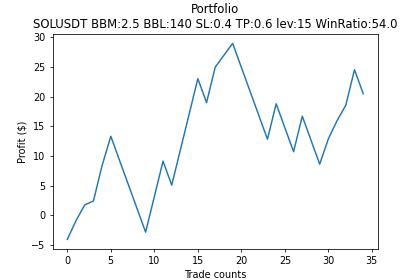 Portfolio
SOLUSDT BBM:2.5 BBL:140 SL:0.4 TP:0.6 lev:15 WinRatio:54.0
30
25
20
15
10
5
0
−5
Profit ($)
0 5 10 15 20 25 30 35
Trade counts